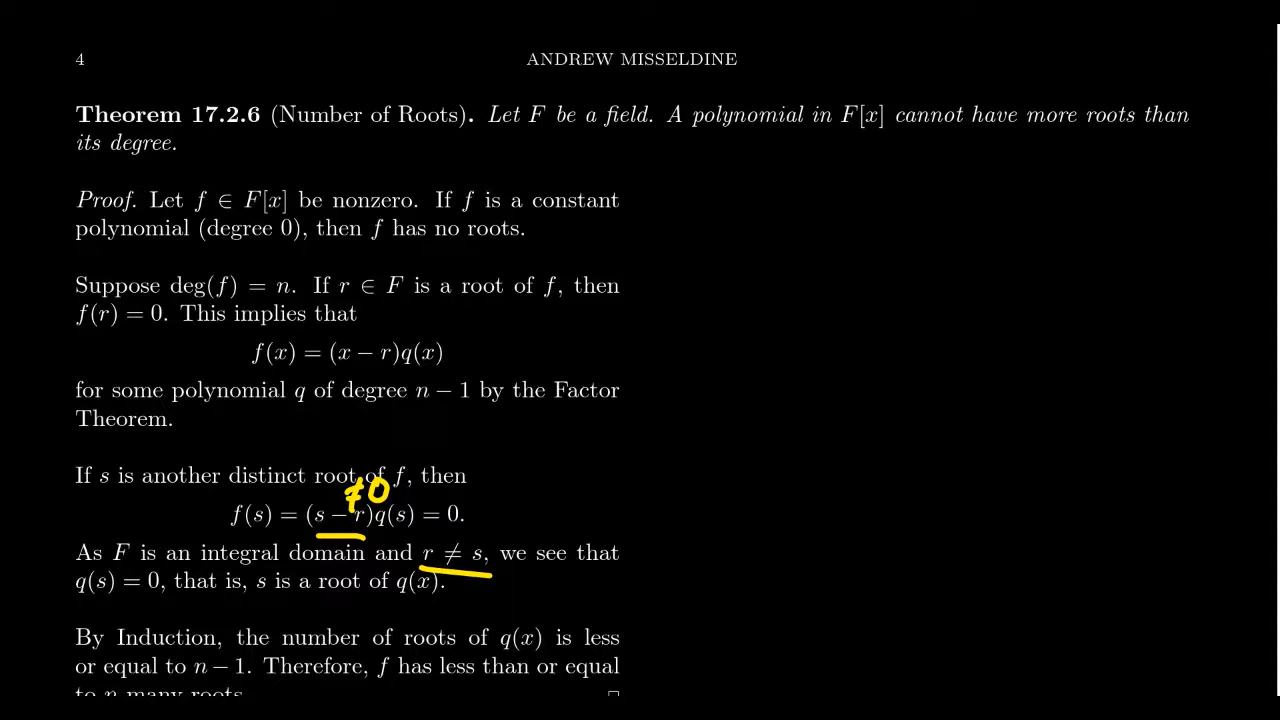 4 ANDREW MISSELDINE
Theorem 17.2.6 (Number of Roots). Let F be a field. A polynomial in F[x] cannot have more roots than
its degree.
Proof. Let f ∈ F[x] be nonzero. If f is a constant
polynomial (degree 0), then f has no roots.
Suppose deg(f) = n. If r ∈ F is a root of f, then
f(r) = 0. This implies that
f(x) = (x − r)q(x)
for some polynomial q of degree n − 1 by the Factor
Theorem.
If s is another distinct root of f, then
≠0
f(s) = (s − r)q(s) = 0.
As F is an integral domain and r ≠ s, we see that
q(s) = 0, that is, s is a root of q(x).
By Induction, the number of roots of q(x) is less
or equal to n − 1. Therefore, f has less than or equal
to n many roots. □